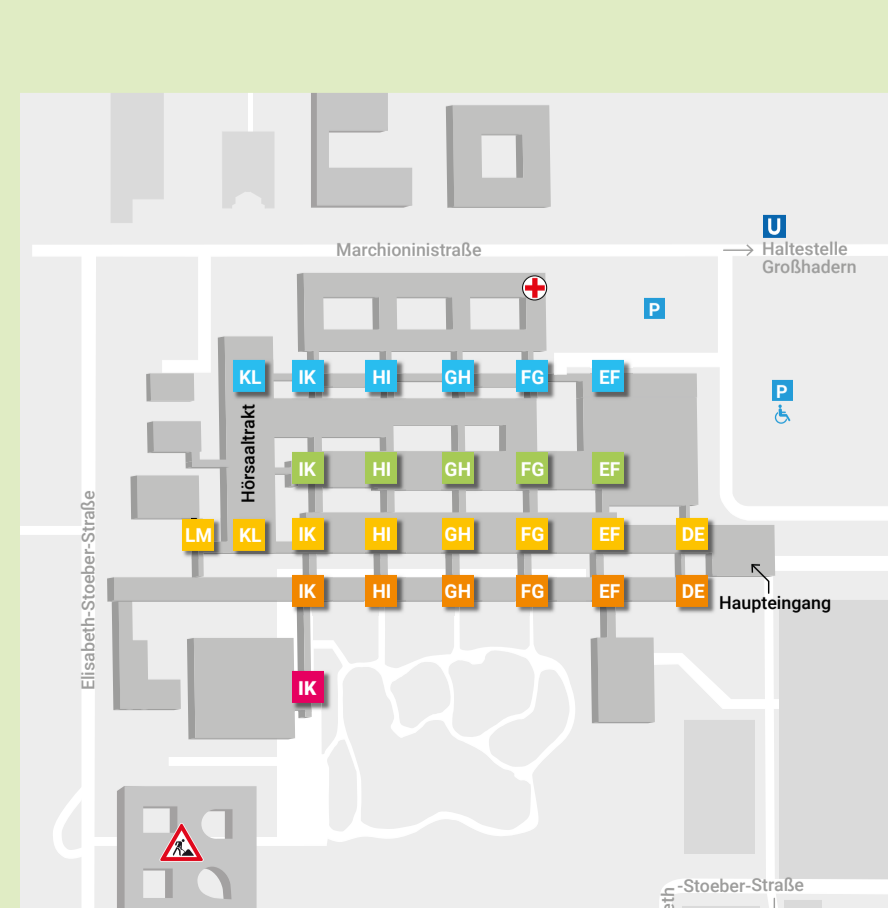 U
Marchioninistraße
Haltestelle
Großhadern
P
KL IK HI GH FG EF
P
Hörsaaltrakt
IK HI GH FG EF
LM KL IK HI GH FG EF DE
IK HI GH FG EF DE
Haupteingang
Elisabeth-Stoeber-Straße
IK
eth
-Stoeber-Straße